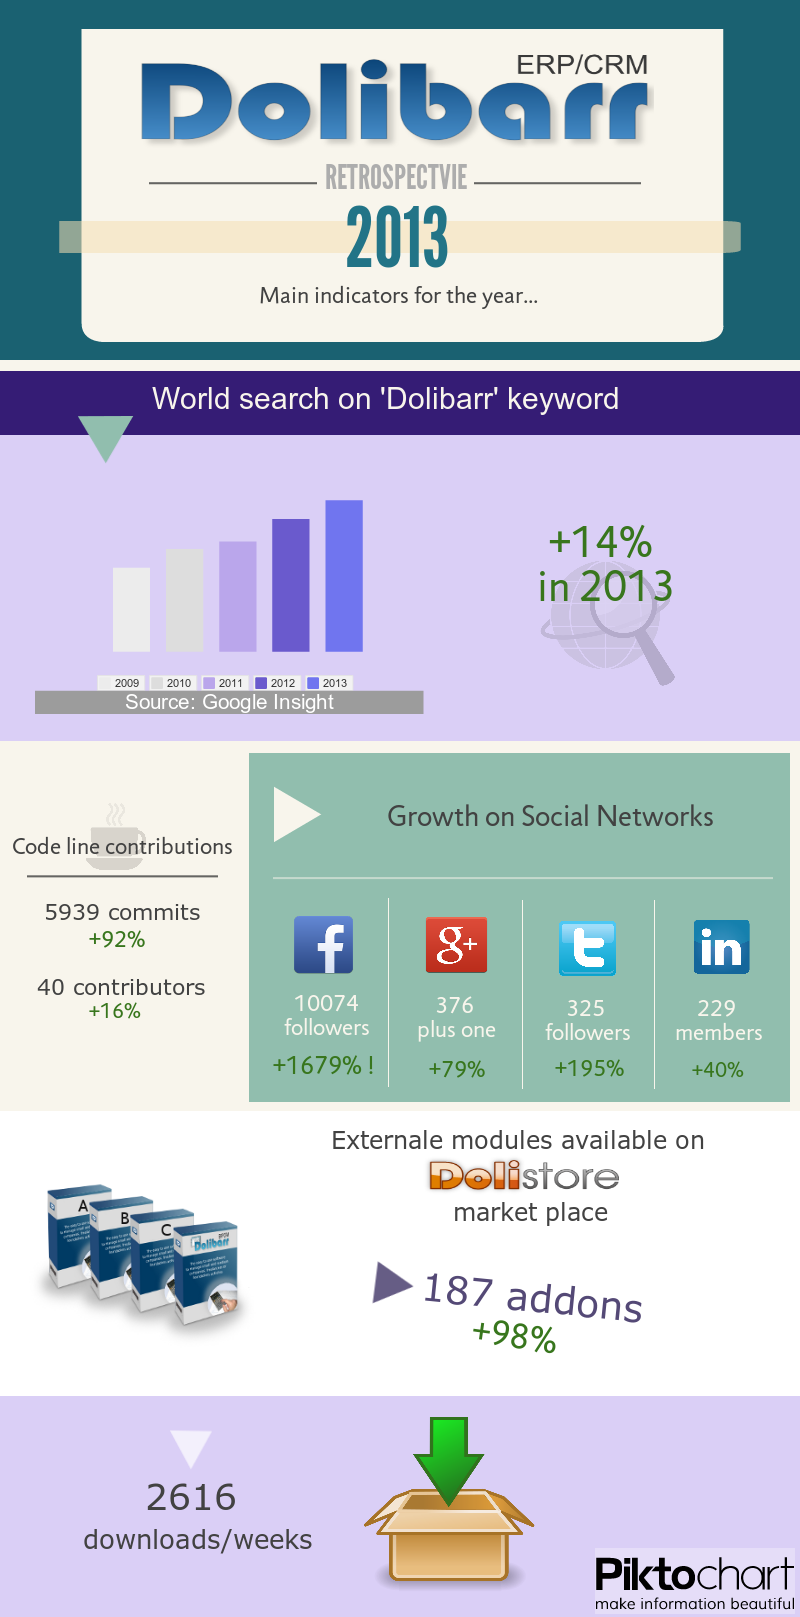 ERP/CRM
Dolibarr
RETROSPECTVIE
2013
Main indicators for the year...
World search on 'Dolibarr' keyword
+14%
in 2013
2009 2010 2011 2012 2013
Source: Google Insight
Code line contributions
5939 commits
+92%
40 contributors
+16%
Growth on Social Networks
f
10074
followers
+1679% !
g+
376
plus one
+79%
t
325
followers
+195%
in
229
members
+40%
Externale modules available on
Dolistore
market place
A
B
C
Dolibarr
187 addons
+98%
2616
downloads/weeks
Piktochart
make information beautiful